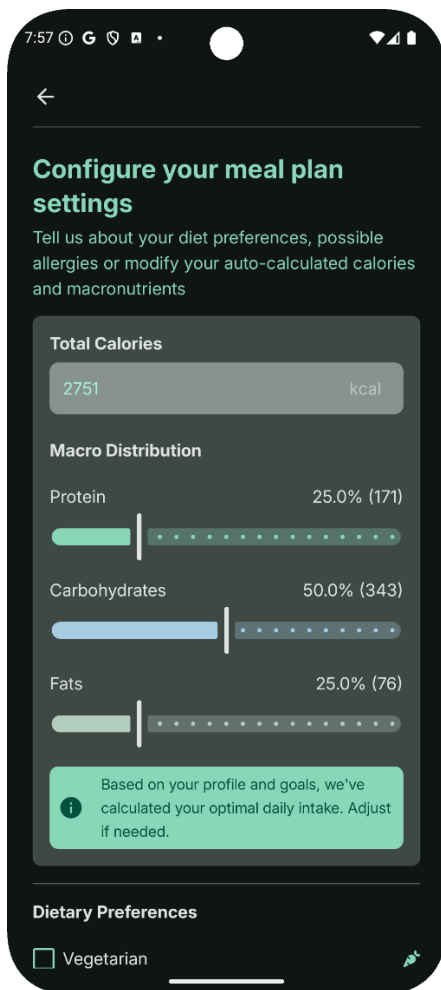 7:57
Configure your meal plan
settings
Tell us about your diet preferences, possible
allergies or modify your auto-calculated calories
and macronutrients
Total Calories
2751 kcal
Macro Distribution
Protein 25.0% (171)
Carbohydrates 50.0% (343)
Fats 25.0% (76)
Based on your profile and goals, we've
calculated your optimal daily intake. Adjust
if needed.
Dietary Preferences
Vegetarian